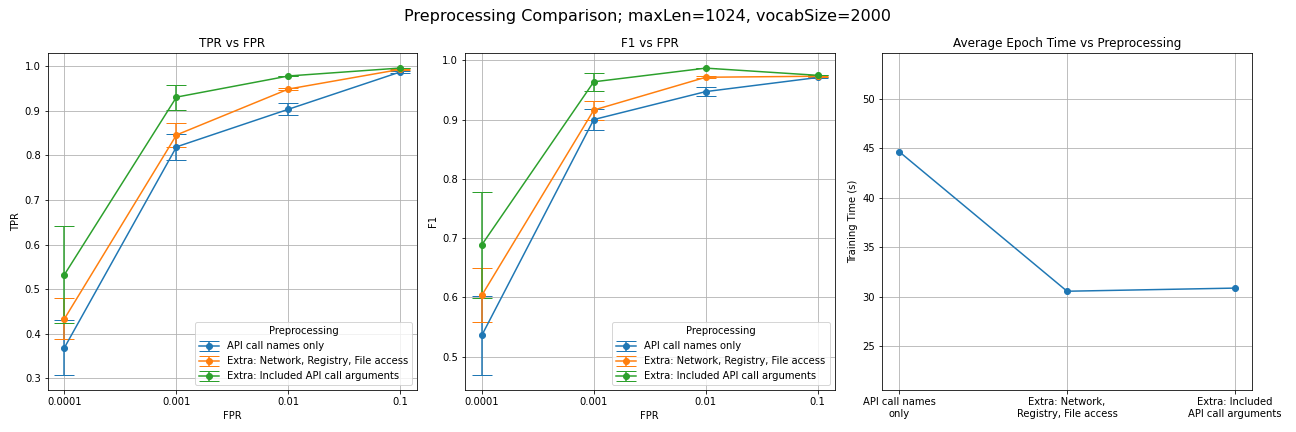 Preprocessing Comparison; maxLen=1024, vocabSize=2000
TPR vs FPR
1.0
0.9
0.8
0.7
0.6
0.5
0.4
0.3
TPR
0.0001
0.001
0.01
0.1
FPR
Preprocessing
API call names only
Extra: Network, Registry, File access
Extra: Included API call arguments
F1 vs FPR
1.0
0.9
0.8
0.7
0.6
0.5
F1
0.0001
0.001
0.01
0.1
FPR
Preprocessing
API call names only
Extra: Network, Registry, File access
Extra: Included API call arguments
Average Epoch Time vs Preprocessing
50
45
40
35
30
25
Training Time (s)
API call names
only
Extra: Network,
Registry, File access
Extra: Included
API call arguments